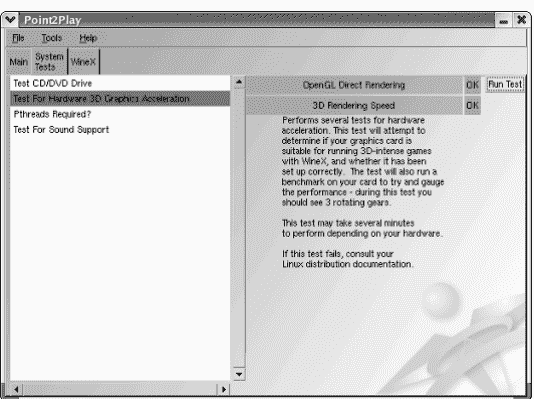 Point2Play
File Tools Help
Main System Tests WineX
Test CD/DVD Drive
Test For Hardware 3D Graphics Acceleration
Pthreads Required?
Test For Sound Support
OpenGL Direct Rendering OK Run Test
3D Rendering Speed OK
Performs several tests for hardware
acceleration. This test will attempt to
determine if your graphics card is
suitable for running 3D-intense games
with WineX, and whether it has been
set up correctly. The test will also run a
benchmark on your card to try and gauge
the performance - during this test you
should see 3 rotating gears.
This test may take several minutes
to perform depending on your hardware.
If this test fails, consult your
Linux distribution documentation.